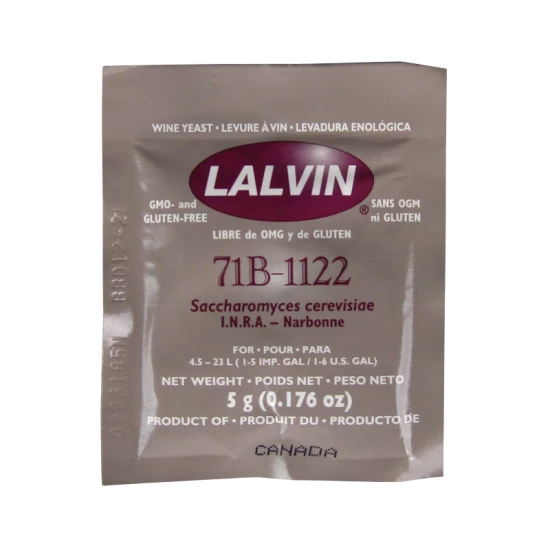 WINE YEAST • LEVURE À VIN • LEVADURA ENOLÓGICA
LALVIN®
GMO- and
GLUTEN-FREE
SANS OGM
ni GLUTEN
LIBRE de OMG y de GLUTEN
71B-1122
Saccharomyces cerevisiae
I.N.R.A. – Narbonne
FOR • POUR • PARA
4.5 – 23 L ( 1-5 IMP. GAL / 1-6 U.S. GAL)
NET WEIGHT • POIDS NET • PESO NETO
5 g (0.176 oz)
PRODUCT OF • PRODUIT DU • PRODUCTO DE
CANADA